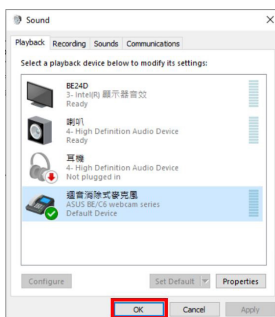 Sound
Playback Recording Sounds Communications
Select a playback device below to modify its settings:
BE24D
3- Intel(R) 顯示器音效
Ready
喇叭
4- High Definition Audio Device
Ready
耳機
4- High Definition Audio Device
Not plugged in
迴音消除式麥克風
ASUS BE/C6 webcam series
Default Device
Configure
Set Default
Properties
OK
Cancel
Apply